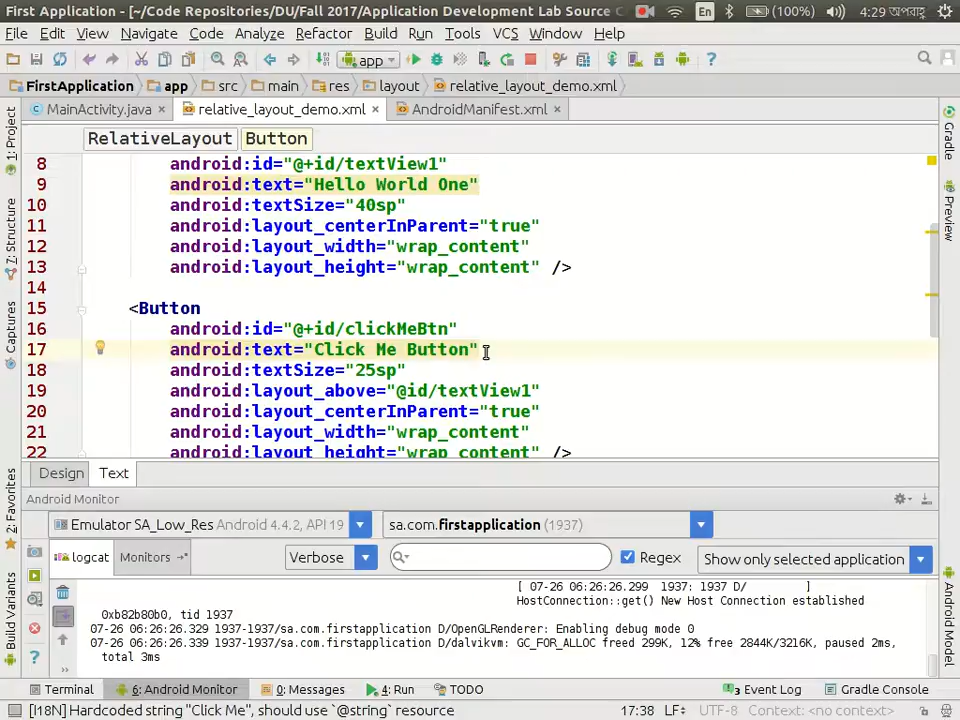 First Application - [~/Code Repositories/DU/Fall 2017/Application Development Lab Source C
En (100%) 4:29 অপরাহ্
File Edit View Navigate Code Analyze Refactor Build Run Tools VCS Window Help
app
FirstApplication app src main res layout relative_layout_demo.xml
MainActivity.java × relative_layout_demo.xml × AndroidManifest.xml ×
RelativeLayout Button
8 android:id="@+id/textView1"
9 android:text="Hello World One"
10 android:textSize="40sp"
11 android:layout_centerInParent="true"
12 android:layout_width="wrap_content"
13 android:layout_height="wrap_content" />
14
15 <Button
16 android:id="@+id/clickMeBtn"
17 android:text="Click Me Button"
18 android:textSize="25sp"
19 android:layout_above="@id/textView1"
20 android:layout_centerInParent="true"
21 android:layout_width="wrap_content"
22 android:layout_height="wrap_content" />
1: Project
7: Structure
Captures
2: Favorites
Build Variants
Gradle
Preview
Android Model
Design Text
Android Monitor
Emulator SA_Low_Res Android 4.4.2, API 19 sa.com.firstapplication (1937)
logcat Monitors Verbose Regex Show only selected application
[ 07-26 06:26:26.299 1937: 1937 D/ ]
HostConnection::get() New Host Connection established
0xb82b80b0, tid 1937
07-26 06:26:26.329 1937-1937/sa.com.firstapplication D/OpenGLRenderer: Enabling debug mode 0
07-26 06:26:26.339 1937-1937/sa.com.firstapplication D/dalvikvm: GC_FOR_ALLOC freed 299K, 12% free 2844K/3216K, paused 2ms,
total 3ms
Terminal 6: Android Monitor 0: Messages 4: Run TODO 3 Event Log Gradle Console
[I18N] Hardcoded string "Click Me", should use `@string` resource 17:38 LF UTF-8 Context: <no context>